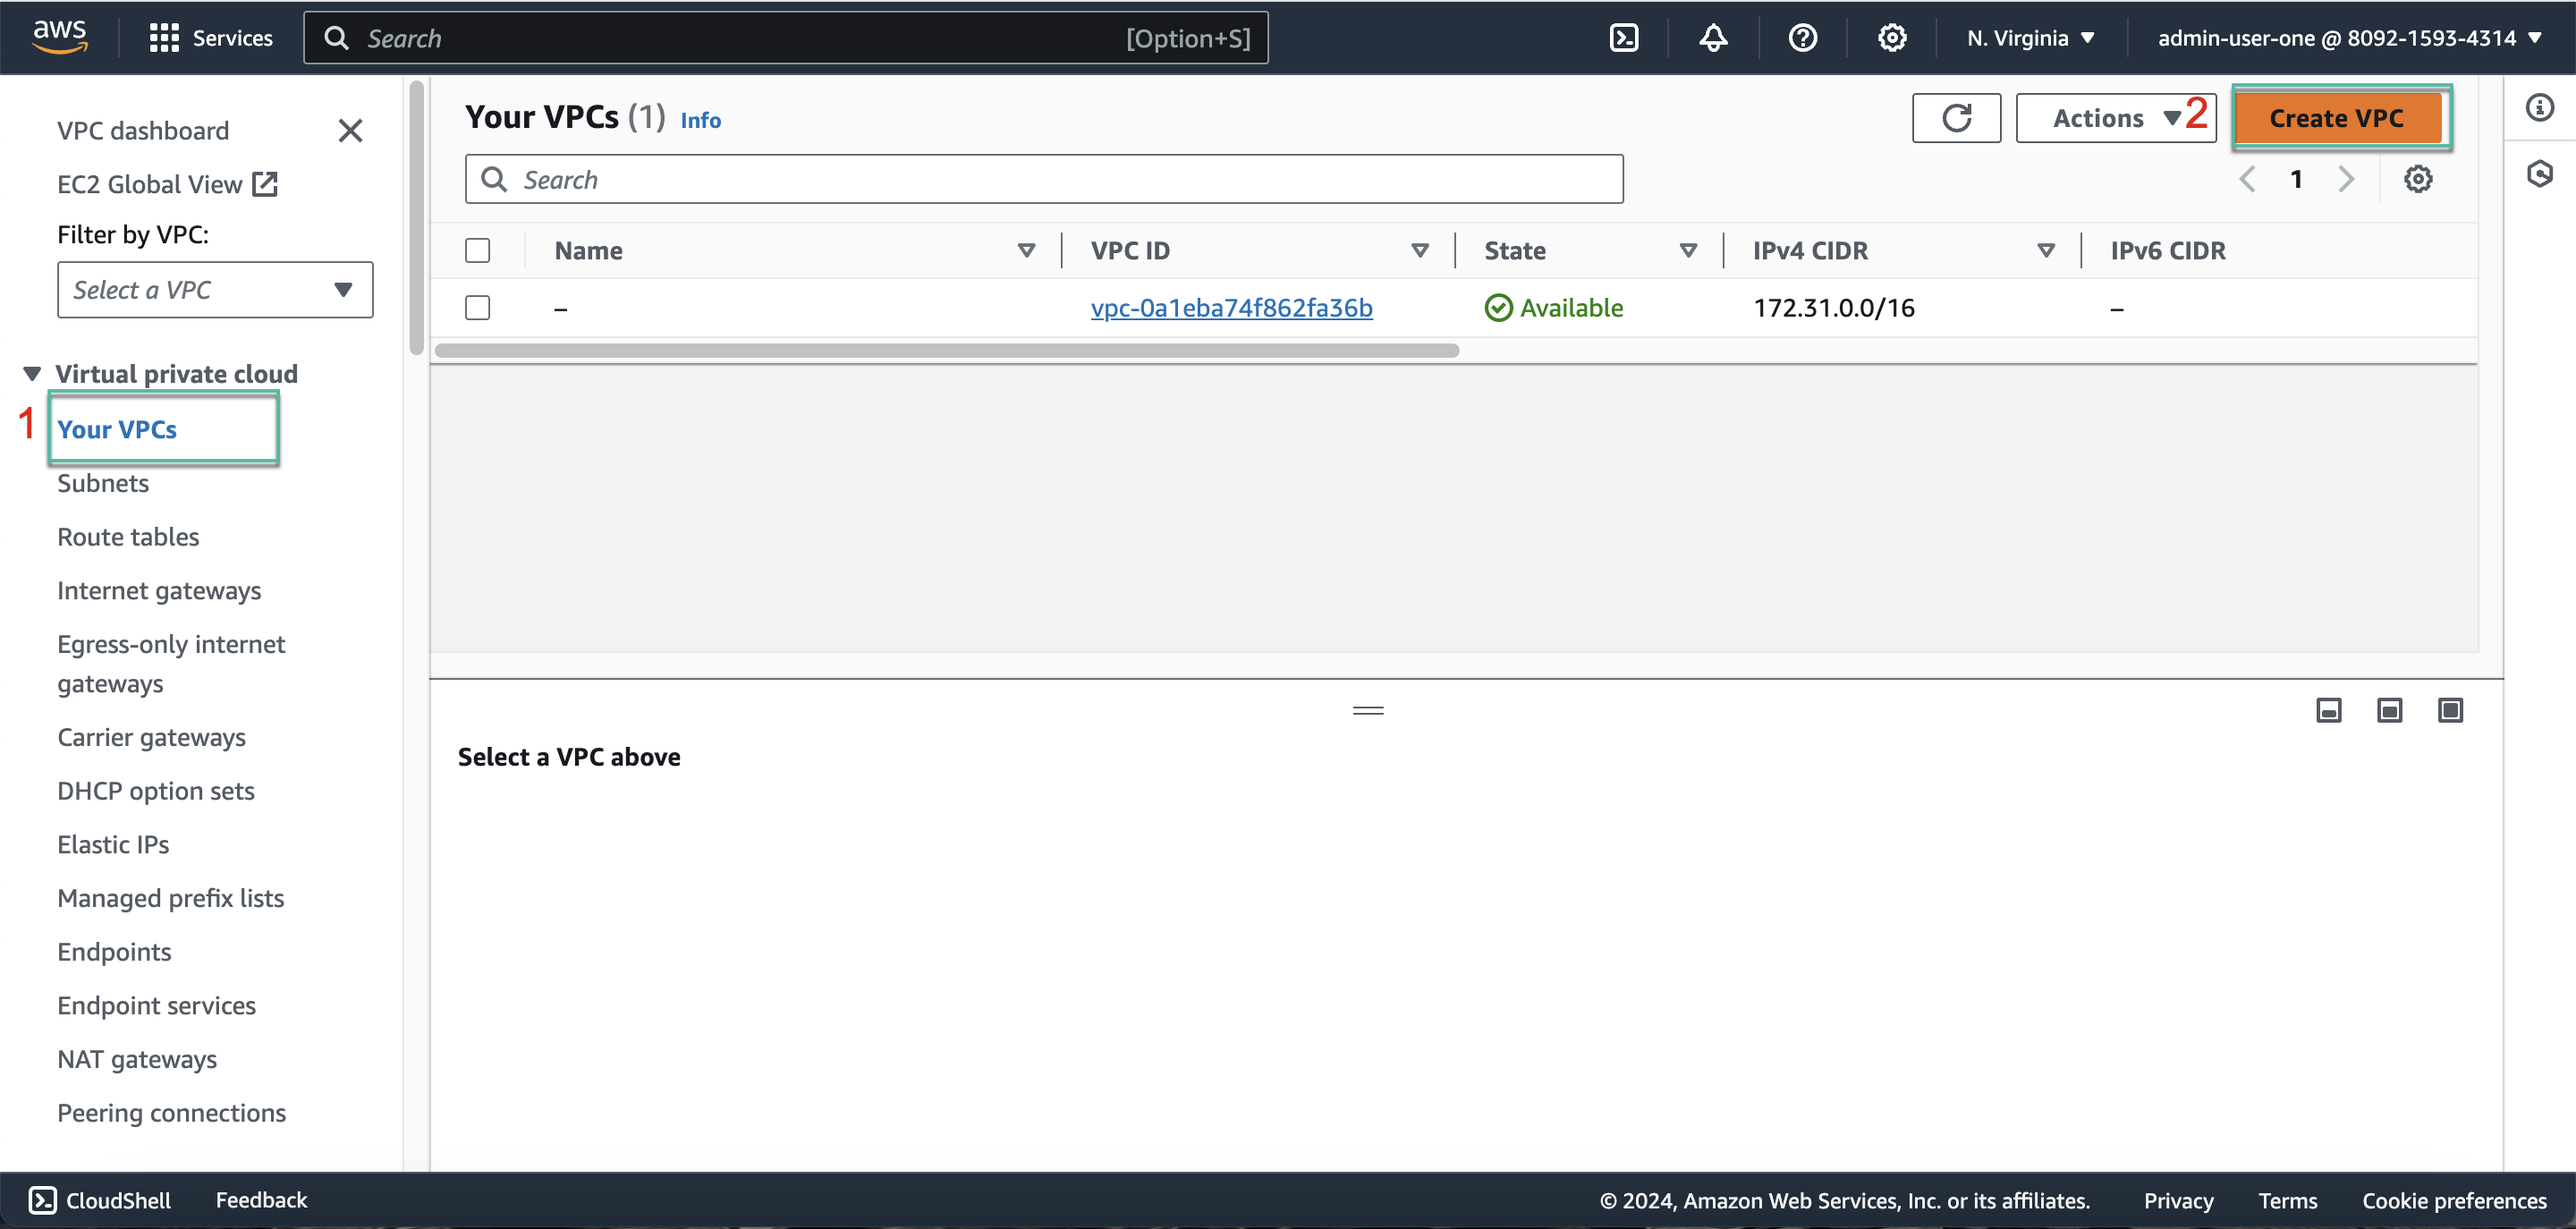 aws
Services
Search
[Option+S]
N. Virginia
admin-user-one @ 8092-1593-4314
VPC dashboard
EC2 Global View
Filter by VPC:
Select a VPC
Virtual private cloud
1
Your VPCs
Subnets
Route tables
Internet gateways
Egress-only internet
gateways
Carrier gateways
DHCP option sets
Elastic IPs
Managed prefix lists
Endpoints
Endpoint services
NAT gateways
Peering connections
Your VPCs (1) Info
Actions
2
Create VPC
Search
1
Name VPC ID State IPv4 CIDR IPv6 CIDR
– vpc-0a1eba74f862fa36b Available 172.31.0.0/16 –
Select a VPC above
CloudShell Feedback
© 2024, Amazon Web Services, Inc. or its affiliates. Privacy Terms Cookie preferences